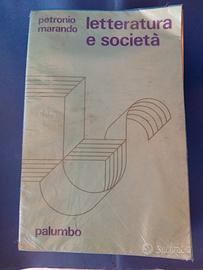 petronio
marando
letteratura
e società
palumbo